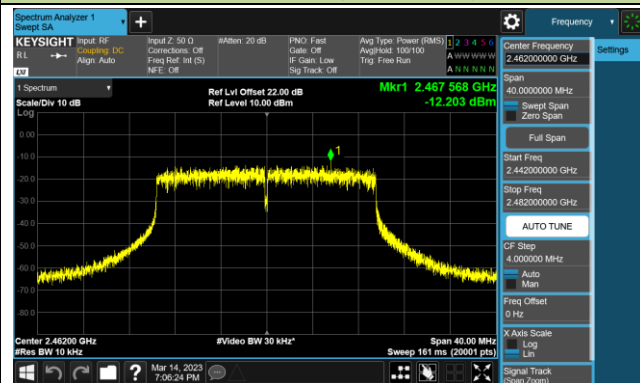 Spectrum Analyzer 1
Swept SA
Frequency
KEYSIGHT
Input: RF
Input Z: 50 Ω
#Atten: 20 dB
PNO: Fast
Avg Type: Power (RMS)
1 2 3 4 5 6
RL
Coupling: DC
Corrections: Off
Gate: Off
Avg|Hold: 100/100
A W W W W W
Align: Auto
Freq Ref: Int (S)
IF Gain: Low
Trig: Free Run
NFE: Off
Sig Track: Off
A N N N N N
LXI
1 Spectrum
Ref Lvl Offset 22.00 dB
Mkr1 2.467 568 GHz
Scale/Div 10 dB
Ref Level 10.00 dBm
-12.203 dBm
Log
1
0.00
-10.0
-20.0
-30.0
-40.0
-50.0
-60.0
-70.0
-80.0
Center 2.46200 GHz
#Video BW 30 kHz*
Span 40.00 MHz
#Res BW 10 kHz
Sweep 161 ms (20001 pts)
?
Mar 14, 2023
7:06:24 PM
Center Frequency
2.462000000 GHz
Settings
Span
40.0000000 MHz
Swept Span
Zero Span
Full Span
Start Freq
2.442000000 GHz
Stop Freq
2.482000000 GHz
AUTO TUNE
CF Step
4.000000 MHz
Auto
Man
Freq Offset
0 Hz
X Axis Scale
Log
Lin
Signal Track
(Span Zoom)